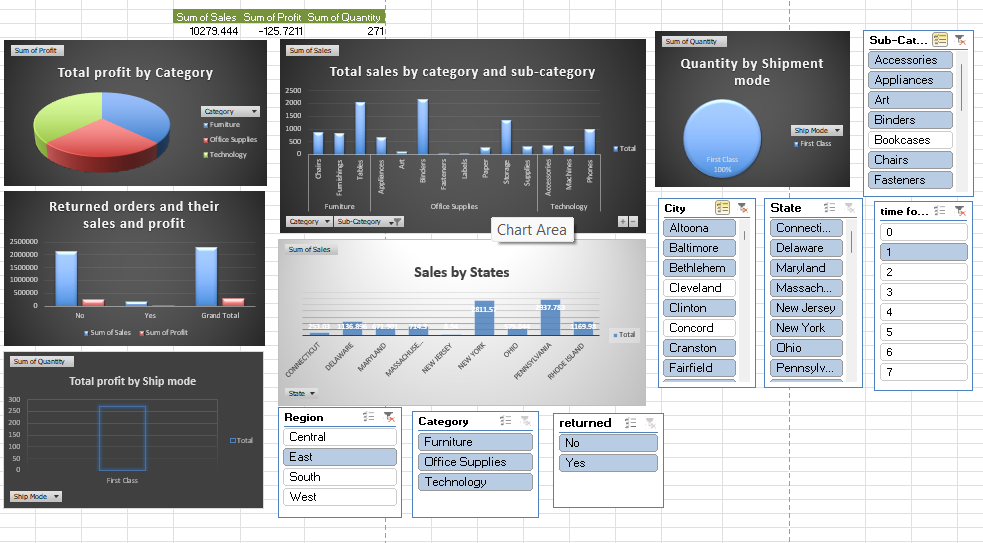 Sum of Sales Sum of Profit Sum of Quantity
10279.444 -125.7211 271
Sum of Profit
Total profit by Category
Category
Furniture
Office Supplies
Technology
Sum of Sales
Total sales by category and sub-category
2500
2000
1500
1000
500
0
Chairs
Furnishings
Tables
Appliances
Art
Binders
Fasteners
Labels
Paper
Storage
Supplies
Accessories
Machines
Phones
Furniture
Office Supplies
Technology
Total
Category
Sub-Category
Chart Area
Sum of Quantity
Quantity by Shipment
mode
First Class
100%
Ship Mode
First Class
Sub-Cat...
Accessories
Appliances
Art
Binders
Bookcases
Chairs
Fasteners
Returned orders and their
sales and profit
2500000
2000000
1500000
1000000
500000
0
No
Yes
Grand Total
Sum of Sales
Sum of Profit
Sum of Sales
Sales by States
CONNECTICUT
DELAWARE
MARYLAND
MASSACHUSE...
NEW JERSEY
NEW YORK
OHIO
PENNSYLVANIA
RHODE ISLAND
Total
State
City
Altoona
Baltimore
Bethlehem
Cleveland
Clinton
Concord
Cranston
Fairfield
State
Connecti...
Delaware
Maryland
Massach...
New Jersey
New York
Ohio
Pennsylv...
time fo...
0
1
2
3
4
5
6
7
Sum of Quantity
Total profit by Ship mode
300
250
200
150
100
50
0
First Class
Total
Ship Mode
Region
Central
East
South
West
Category
Furniture
Office Supplies
Technology
returned
No
Yes